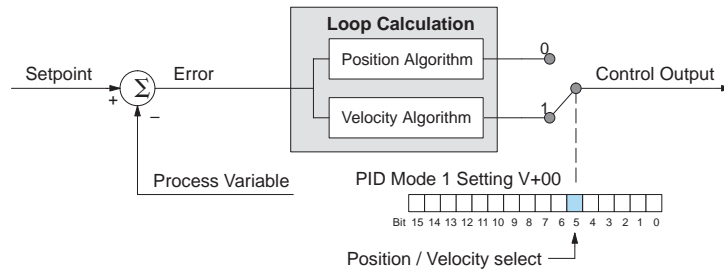 Loop Calculation
Setpoint
+
Σ
−
Error
Position Algorithm
0
Velocity Algorithm
1
Control Output
Process Variable
PID Mode 1 Setting V+00
Bit 15 14 13 12 11 10 9 8 7 6 5 4 3 2 1 0
Position / Velocity select